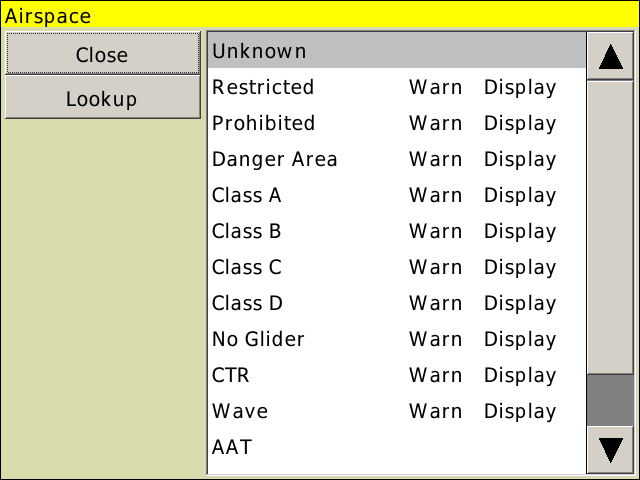 Airspace
Close
Lookup
Unknown
Restricted Warn Display
Prohibited Warn Display
Danger Area Warn Display
Class A Warn Display
Class B Warn Display
Class C Warn Display
Class D Warn Display
No Glider Warn Display
CTR Warn Display
Wave Warn Display
AAT